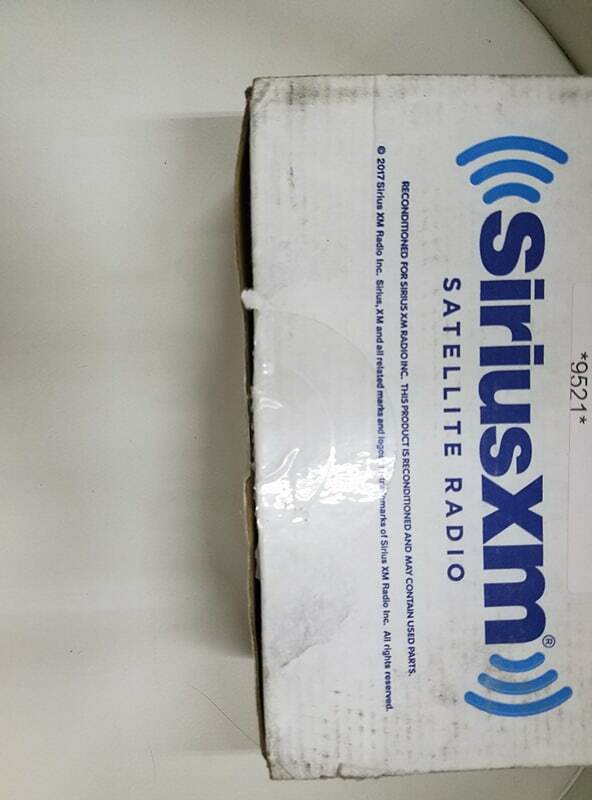 *9521*
siriusxm®
SATELLITE RADIO
RECONDITIONED FOR SIRIUS XM RADIO INC. THIS PRODUCT IS RECONDITIONED AND MAY CONTAIN USED PARTS.
© 2017 Sirius XM Radio Inc. Sirius, XM and all related marks and logos are trademarks of Sirius XM Radio Inc. All rights reserved.